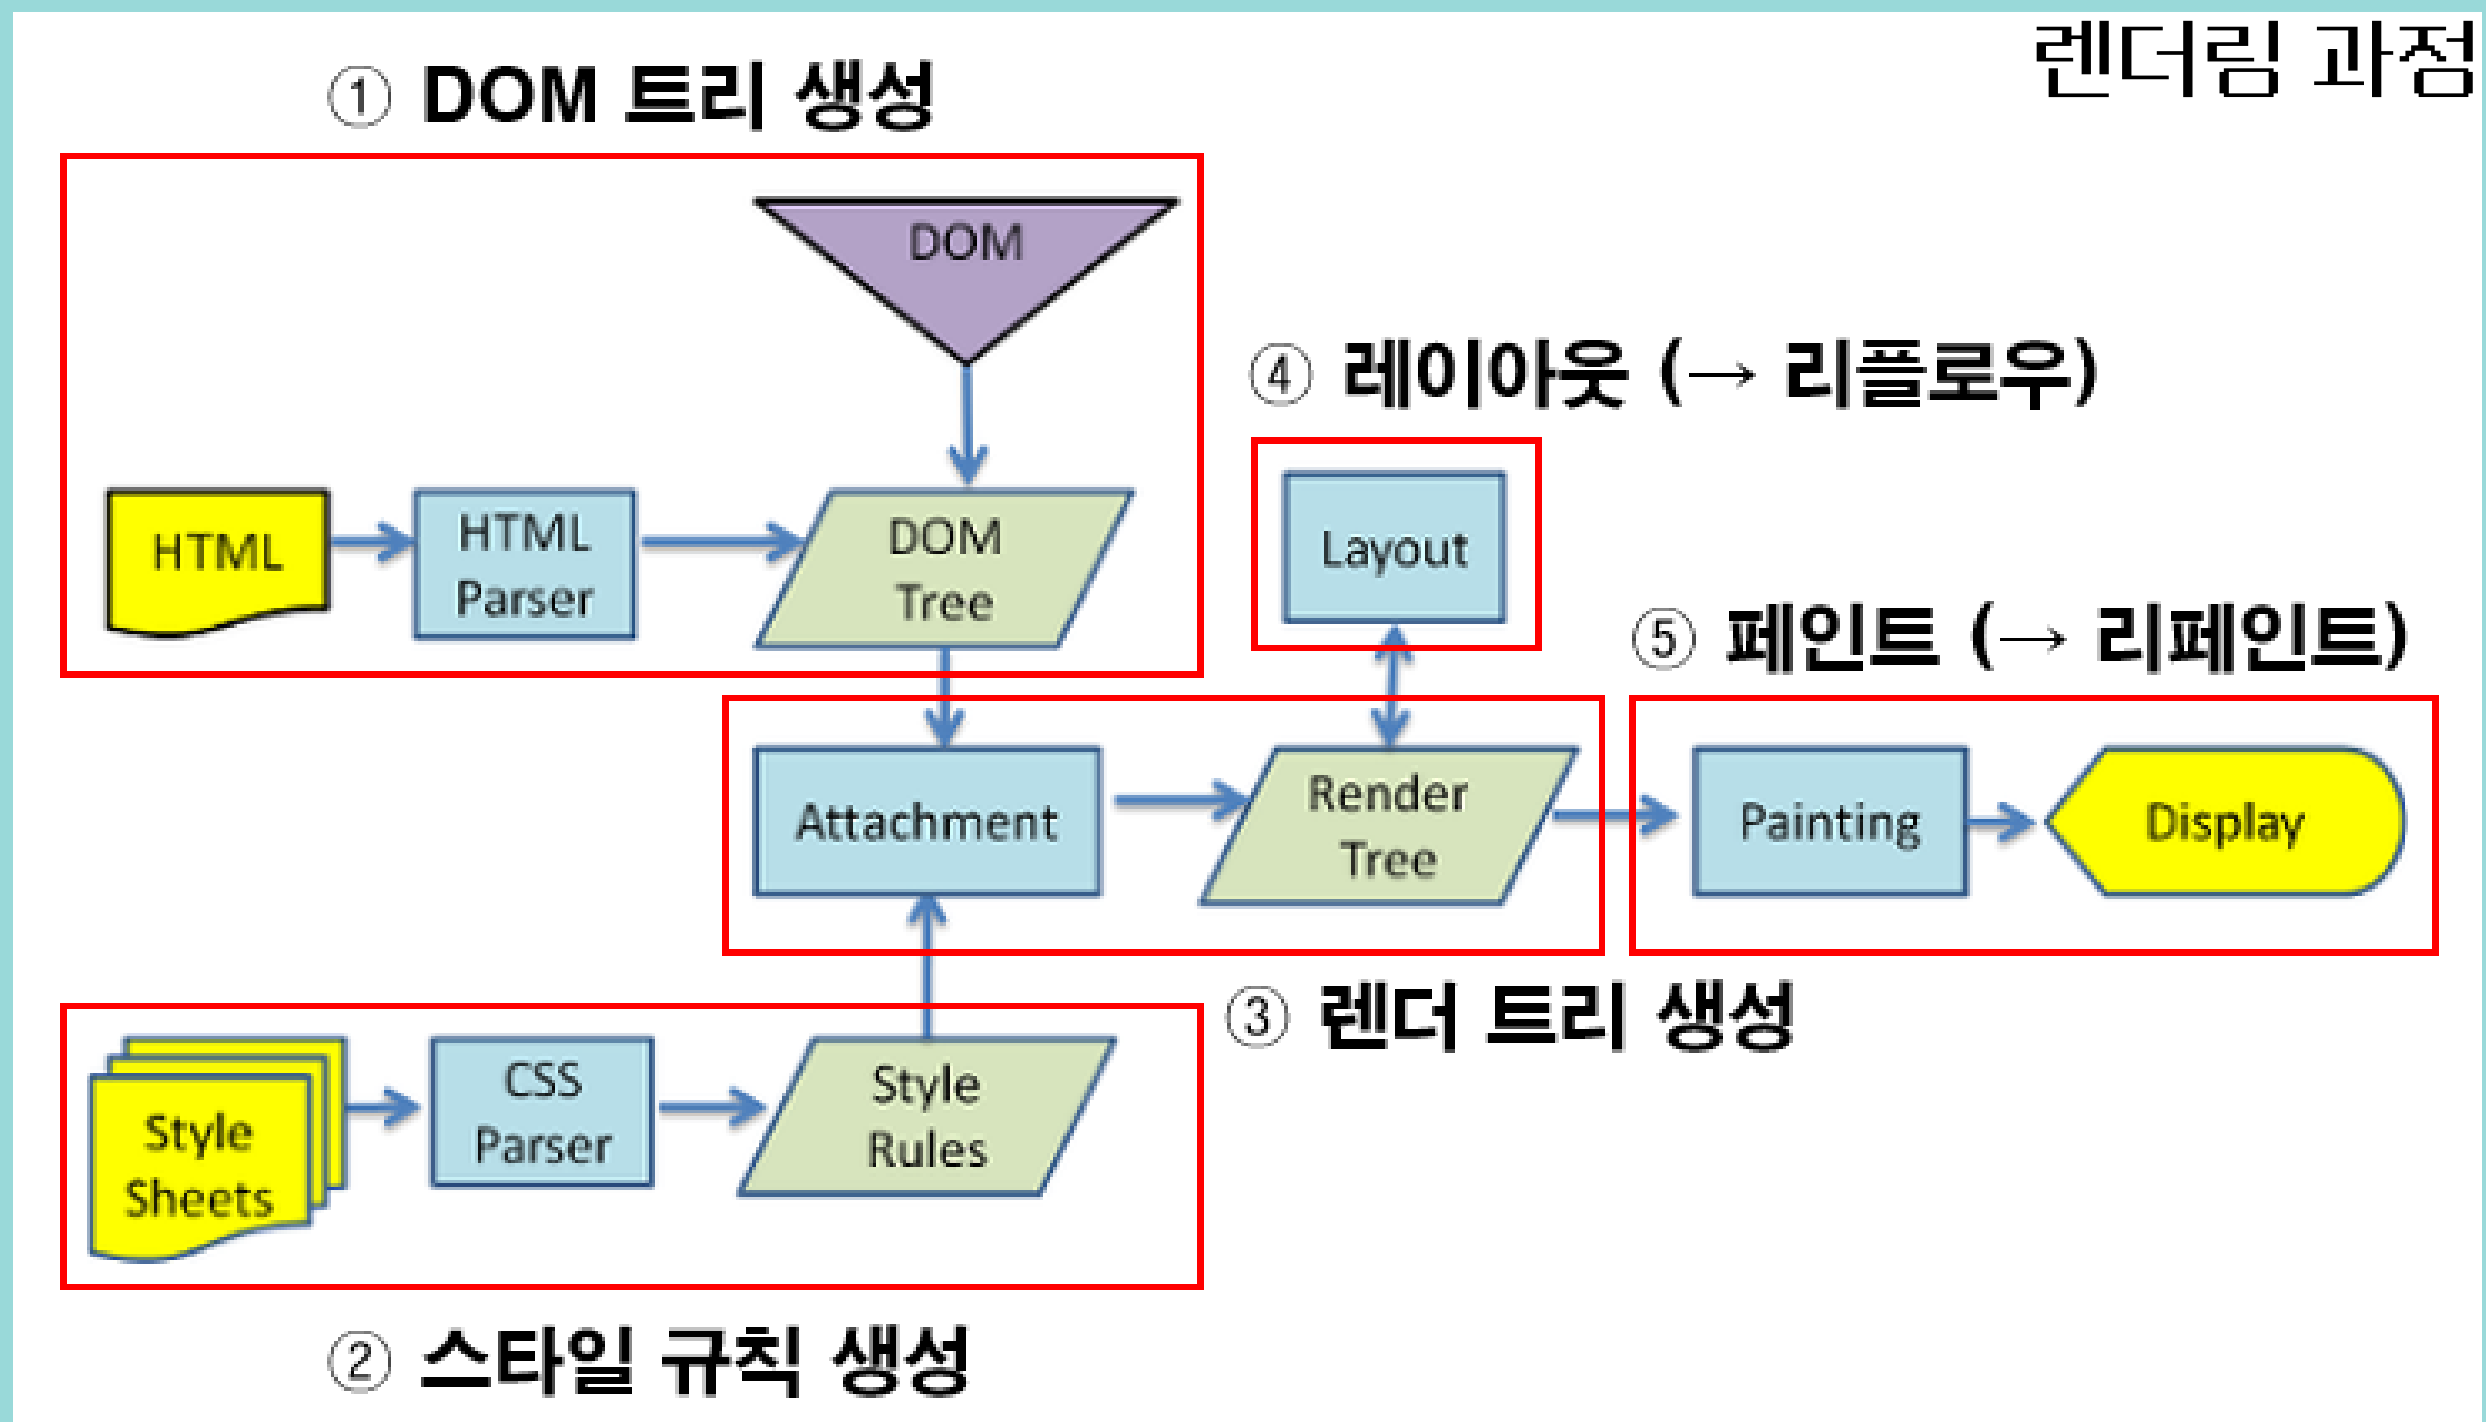 렌더링 과정
① DOM 트리 생성
DOM
HTML
HTML
Parser
DOM
Tree
④ 레이아웃 (→ 리플로우)
Layout
⑤ 페인트 (→ 리페인트)
Attachment
Render
Tree
Painting
Display
③ 렌더 트리 생성
Style
Sheets
CSS
Parser
Style
Rules
② 스타일 규칙 생성